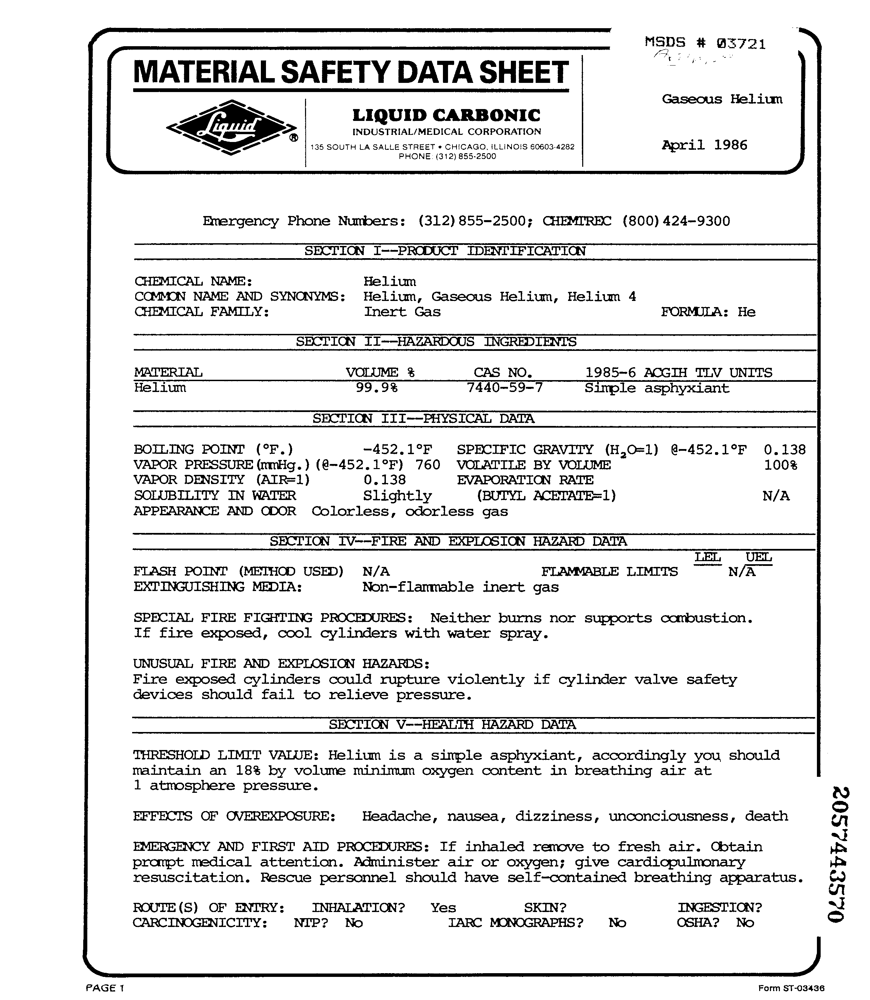 MSDS # 03721
MATERIAL SAFETY DATA SHEET
Gaseous Helium
Liquid ®
LIQUID CARBONIC
INDUSTRIAL/MEDICAL CORPORATION
135 SOUTH LA SALLE STREET • CHICAGO, ILLINOIS 60603-4282
PHONE: (312) 855-2500
April 1986
Emergency Phone Numbers: (312)855-2500; CHEMTREC (800)424-9300
SECTION I--PRODUCT IDENTIFICATION
CHEMICAL NAME: Helium
COMMON NAME AND SYNONYMS: Helium, Gaseous Helium, Helium 4
CHEMICAL FAMILY: Inert Gas FORMULA: He
SECTION II--HAZARDOUS INGREDIENTS
MATERIAL VOLUME % CAS NO. 1985-6 ACGIH TLV UNITS
Helium 99.9% 7440-59-7 Simple asphyxiant
SECTION III--PHYSICAL DATA
BOILING POINT (°F.) -452.1°F SPECIFIC GRAVITY (H2O=1) @-452.1°F 0.138
VAPOR PRESSURE(mmHg.)(@-452.1°F) 760 VOLATILE BY VOLUME 100%
VAPOR DENSITY (AIR=1) 0.138 EVAPORATION RATE
SOLUBILITY IN WATER Slightly (BUTYL ACETATE=1) N/A
APPEARANCE AND ODOR Colorless, odorless gas
SECTION IV--FIRE AND EXPLOSION HAZARD DATA
LEL UEL
FLASH POINT (METHOD USED) N/A FLAMMABLE LIMITS N/A
EXTINGUISHING MEDIA: Non-flammable inert gas
SPECIAL FIRE FIGHTING PROCEDURES: Neither burns nor supports combustion.
If fire exposed, cool cylinders with water spray.
UNUSUAL FIRE AND EXPLOSION HAZARDS:
Fire exposed cylinders could rupture violently if cylinder valve safety
devices should fail to relieve pressure.
SECTION V--HEALTH HAZARD DATA
THRESHOLD LIMIT VALUE: Helium is a simple asphyxiant, accordingly you should
maintain an 18% by volume minimum oxygen content in breathing air at
1 atmosphere pressure.
EFFECTS OF OVEREXPOSURE: Headache, nausea, dizziness, unconciousness, death
EMERGENCY AND FIRST AID PROCEDURES: If inhaled remove to fresh air. Obtain
prompt medical attention. Administer air or oxygen; give cardiopulmonary
resuscitation. Rescue personnel should have self-contained breathing apparatus.
ROUTE(S) OF ENTRY: INHALATION? Yes SKIN? INGESTION?
CARCINOGENICITY: NTP? No IARC MONOGRAPHS? No OSHA? No
2057443570
PAGE 1
Form ST-03436